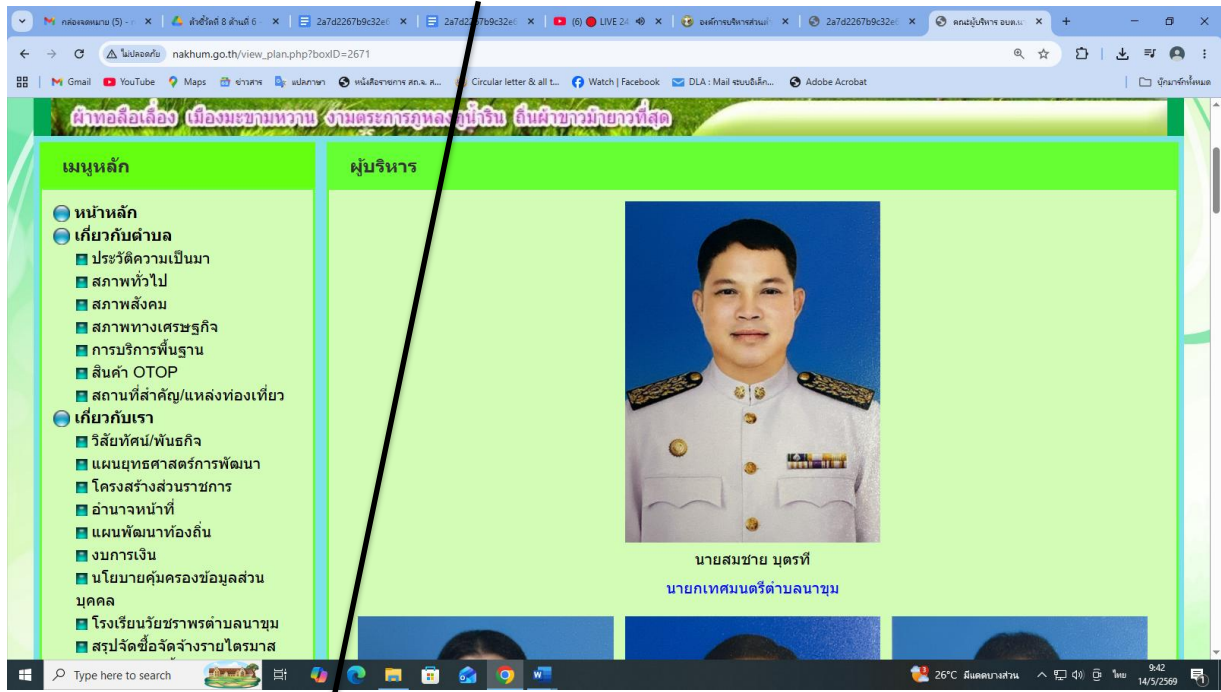 กล่องจดหมาย (5) -
ตัวชี้วัดที่ 8 ด้านที่ 6 -
2a7d2267b9c32e6
2a7d2267b9c32e6
(6) LIVE 24
องค์การบริหารส่วนตำ
2a7d2267b9c32e6
คณะผู้บริหาร อบต.นา
ไม่ปลอดภัย nakhum.go.th/view_plan.php?boxID=2671
Gmail YouTube Maps ข่าวสาร แปลภาษา หนังสือราชการ สถ.จ. ส... Circular letter & all t... Watch | Facebook DLA : Mail ระบบอิเล็ก... Adobe Acrobat บุ๊กมาร์กทั้งหมด
ผ้าทอลือเลื่อง เมืองมะขามหวาน งามตระการภูหลง ภูน้ำริน ถิ่นผ้าขาวม้ายาวที่สุด
เมนูหลัก
หน้าหลัก
เกี่ยวกับตำบล
ประวัติความเป็นมา
สภาพทั่วไป
สภาพสังคม
สภาพทางเศรษฐกิจ
การบริการพื้นฐาน
สินค้า OTOP
สถานที่สำคัญ/แหล่งท่องเที่ยว
เกี่ยวกับเรา
วิสัยทัศน์/พันธกิจ
แผนยุทธศาสตร์การพัฒนา
โครงสร้างส่วนราชการ
อำนาจหน้าที่
แผนพัฒนาท้องถิ่น
งบการเงิน
นโยบายคุ้มครองข้อมูลส่วน
บุคคล
โรงเรียนวัยชราพรตำบลนาขุม
สรุปจัดซื้อจัดจ้างรายไตรมาส
ผู้บริหาร
นายสมชาย บุตรที
นายกเทศมนตรีตำบลนาขุม
Type here to search
26°C มีแดดบางส่วน
ไทย
9:42
14/5/2569